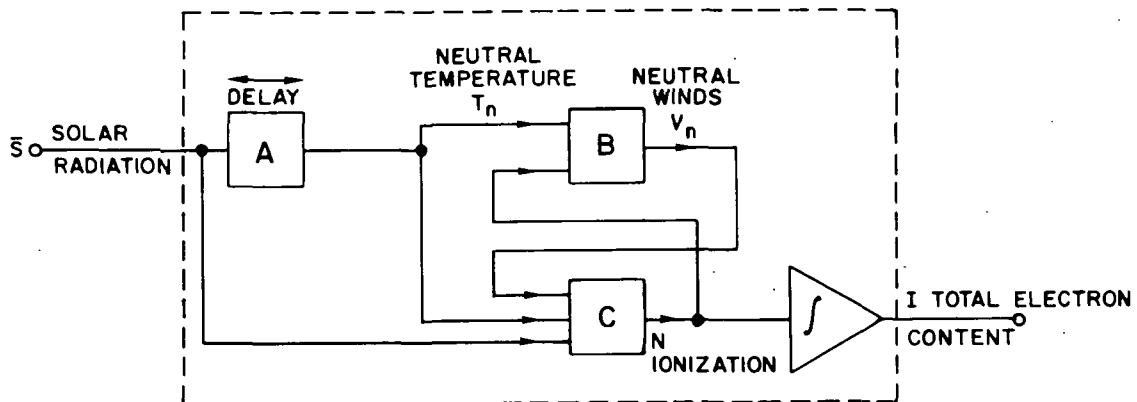 NEUTRAL
TEMPERATURE
Tn
NEUTRAL
WINDS
Vn
DELAY
A
B
S̄
SOLAR
RADIATION
C
N
IONIZATION
∫
I TOTAL ELECTRON
CONTENT